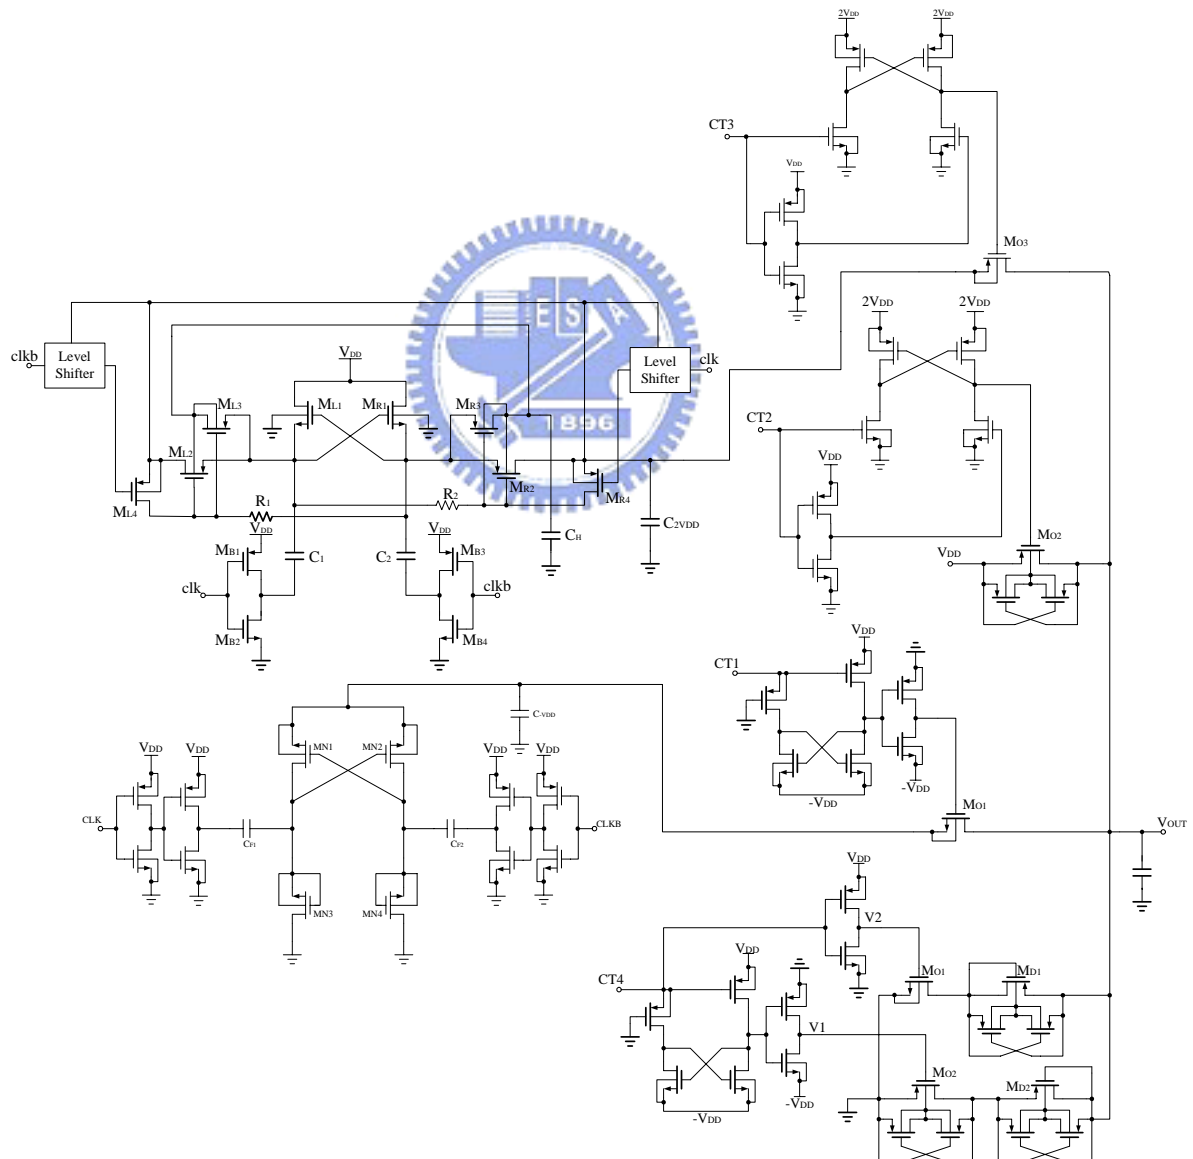 2VDD
2VDD
CT3
VDD
MO3
2VDD
2VDD
clkb
Level
Shifter
ESA
Level
Shifter
clk
VDD
ML3
ML1
MR1
MR3
1896
CT2
ML2
MR2
VDD
ML4
R1
R2
MR4
VDD
VDD
C2VDD
CH
MB1
C1
C2
MB3
MO2
VDD
clk
clkb
MB2
MB4
VDD
CT1
C-VDD
MN1
MN2
VDD
VDD
VDD
VDD
-VDD
-VDD
MO1
CLK
CF1
CF2
CLKB
VOUT
VDD
MN3
MN4
V2
VDD
CT4
MO1
MD1
V1
MO2
MD2
-VDD
-VDD